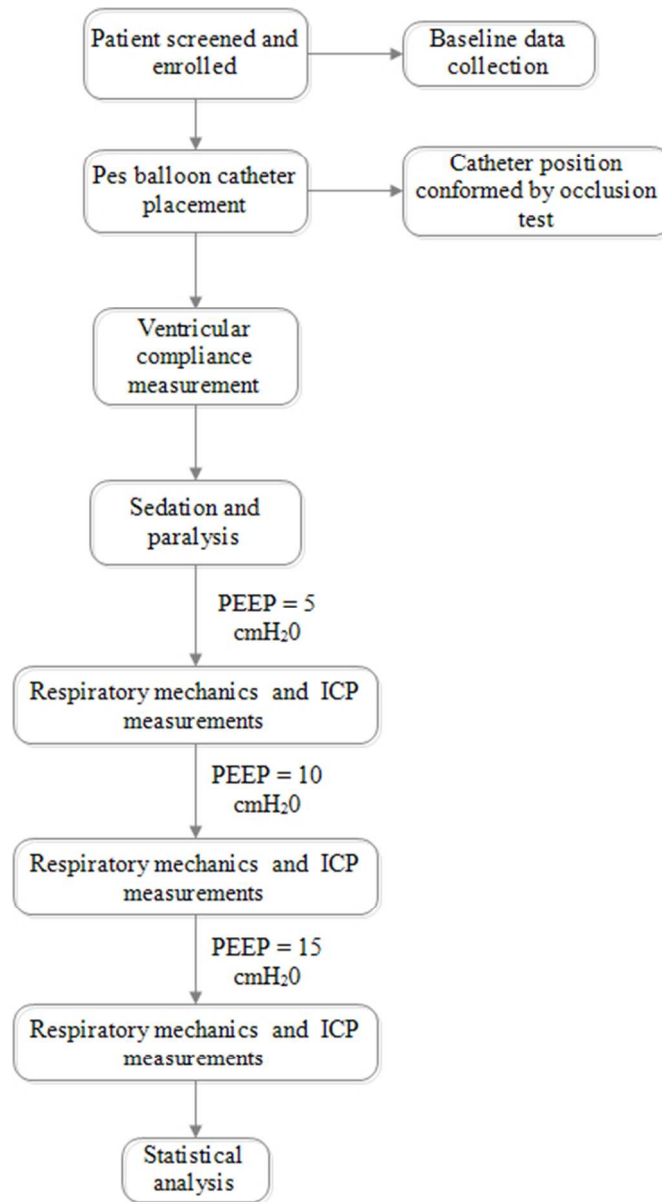 Patient screened and
enrolled
Baseline data
collection
Pes balloon catheter
placement
Catheter position
conformed by occlusion
test
Ventricular
compliance
measurement
Sedation and
paralysis
PEEP = 5
cmH₂0
Respiratory mechanics and ICP
measurements
PEEP = 10
cmH₂0
Respiratory mechanics and ICP
measurements
PEEP = 15
cmH₂0
Respiratory mechanics and ICP
measurements
Statistical
analysis